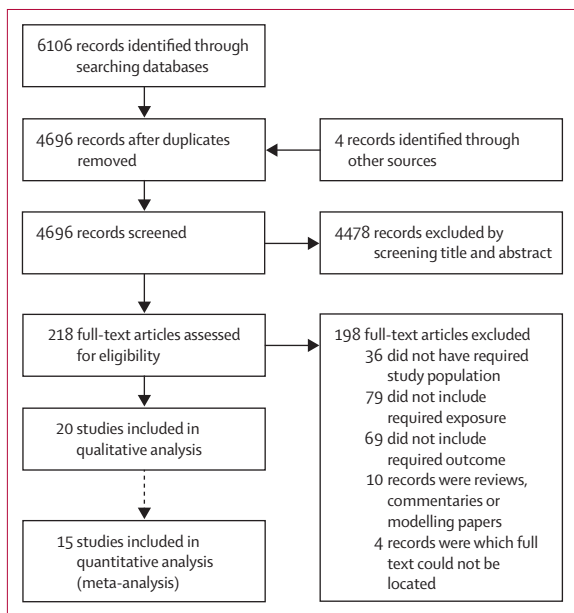 6106 records identified through
searching databases
4696 records after duplicates
removed
4 records identified through
other sources
4696 records screened
4478 records excluded by
screening title and abstract
218 full-text articles assessed
for eligibility
198 full-text articles excluded
36 did not have required
study population
79 did not include
required exposure
69 did not include
required outcome
10 records were reviews,
commentaries or
modelling papers
4 records were which full
text could not be
located
20 studies included in
qualitative analysis
15 studies included in
quantitative analysis
(meta-analysis)